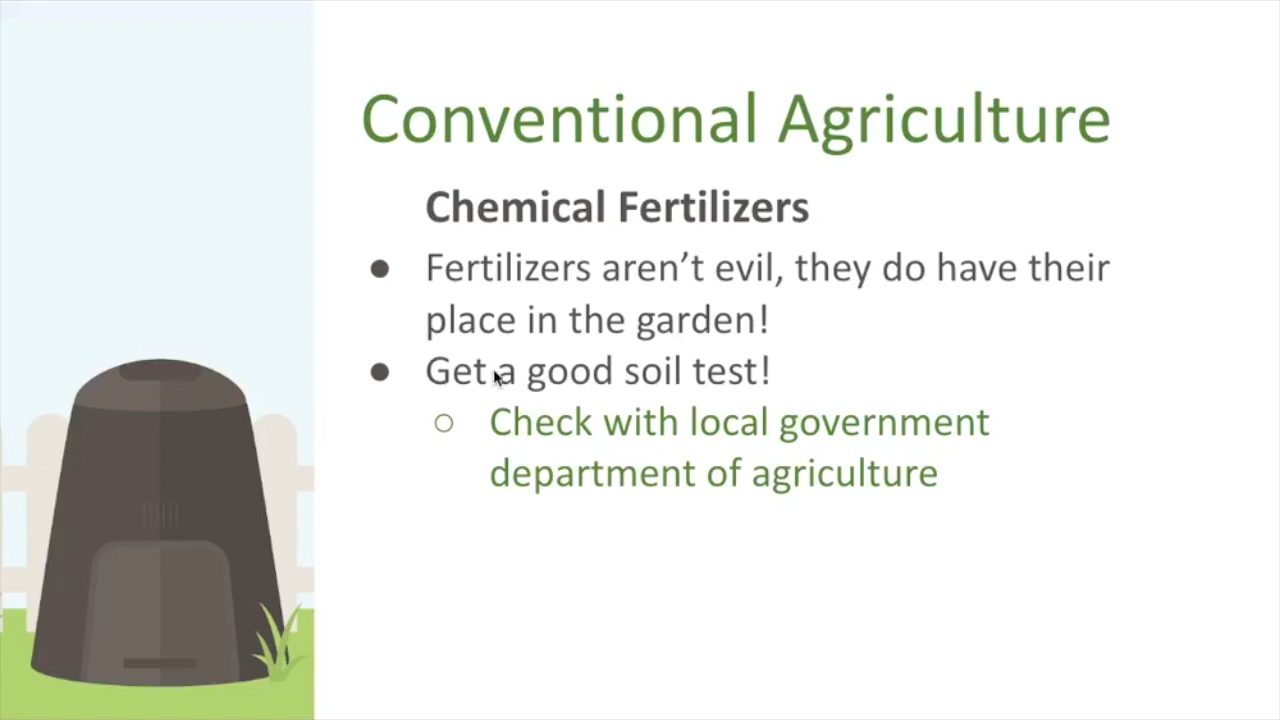 Conventional Agriculture
Chemical Fertilizers
● Fertilizers aren’t evil, they do have their
place in the garden!
● Get a good soil test!
○ Check with local government
department of agriculture